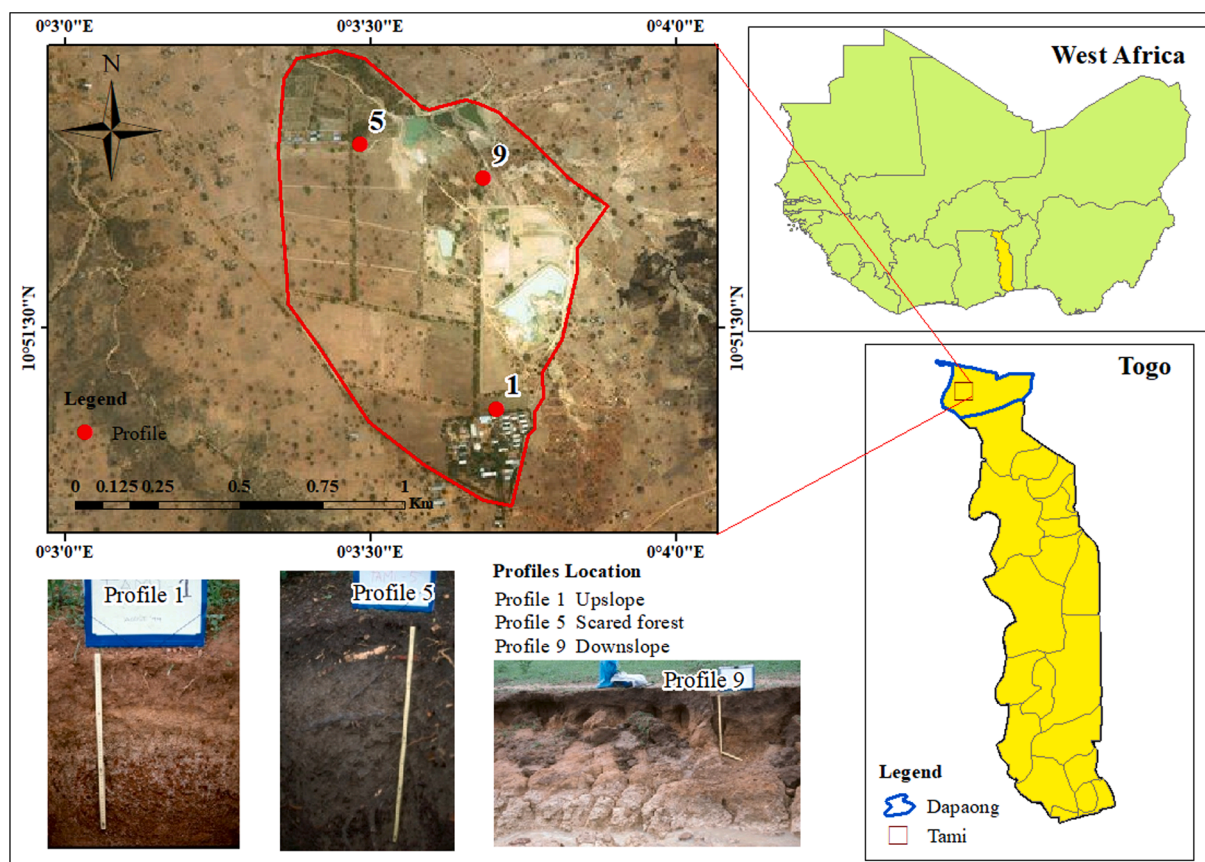 0°3'0"E
0°3'30"E
0°4'0"E
N
5
9
1
10°51'30"N
10°51'30"N
Legend
Profile
0 0.125 0.25 0.5 0.75 1
Km
0°3'0"E
0°3'30"E
0°4'0"E
West Africa
Togo
Legend
Dapaong
Tami
Profile 1
Profile 5
Profiles Location
Profile 1 Upslope
Profile 5 Scared forest
Profile 9 Downslope
Profile 9